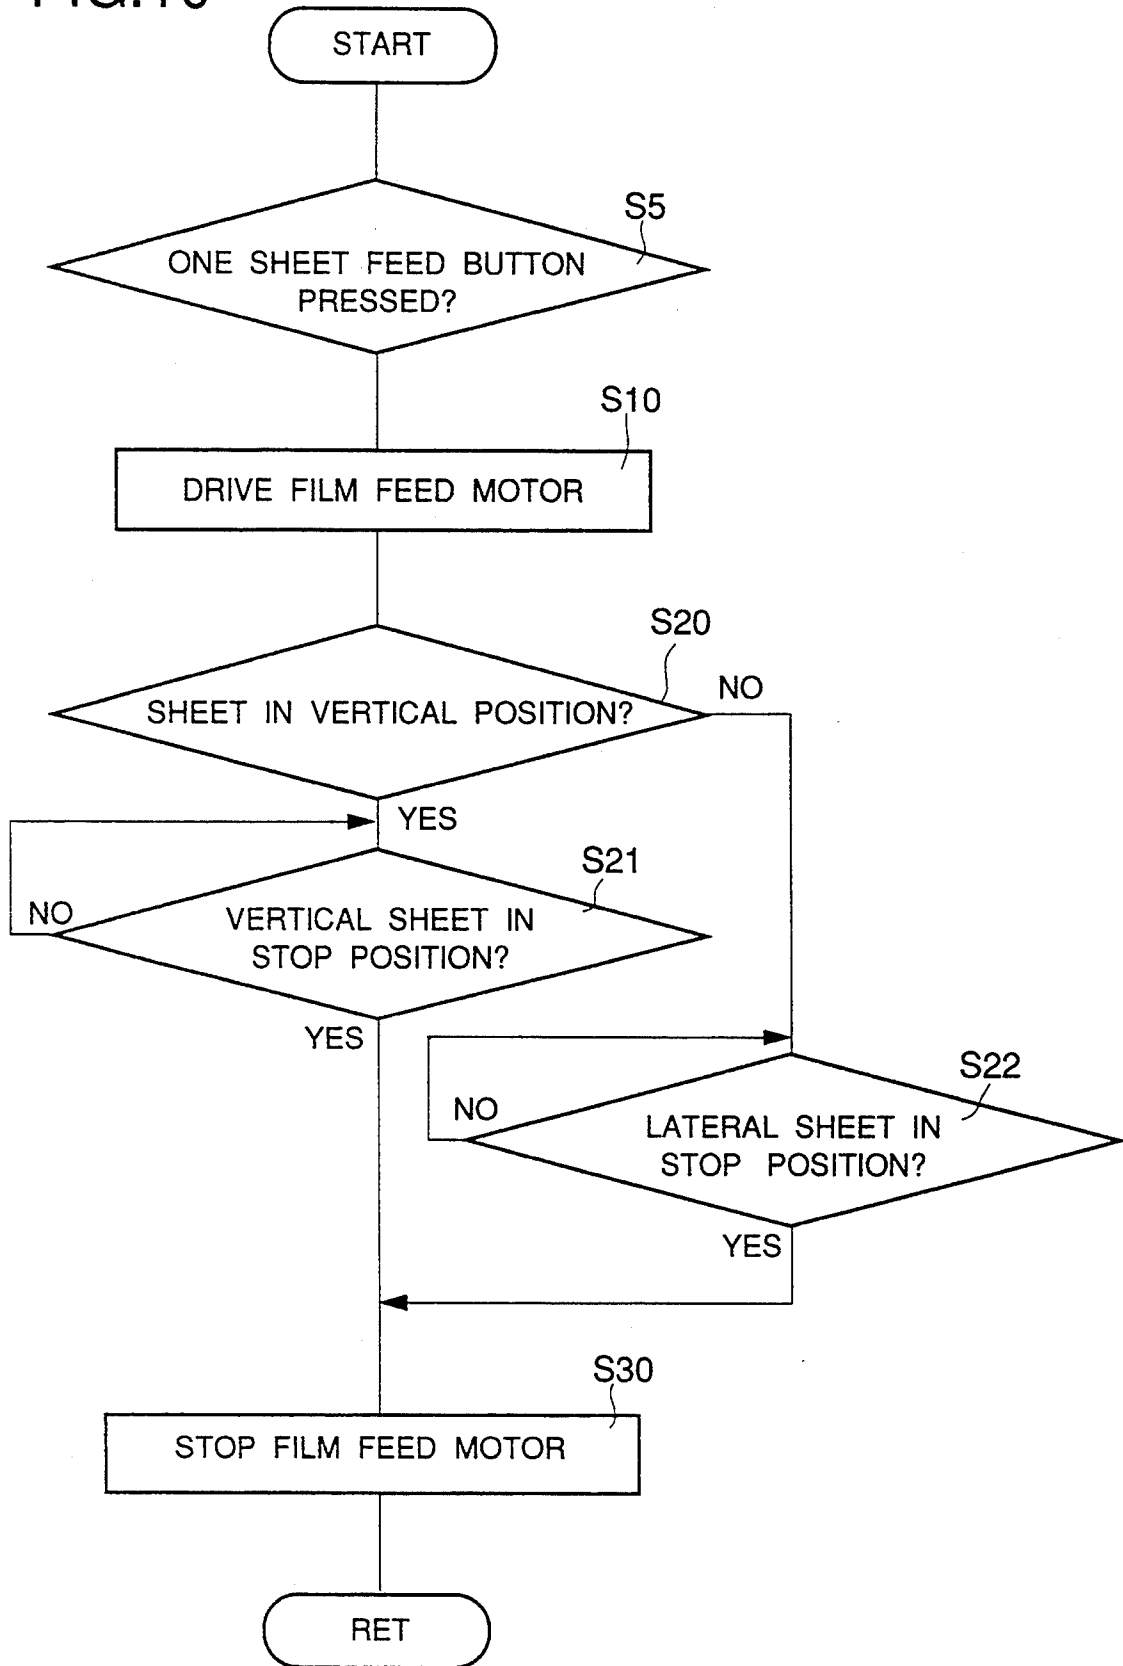 START
S5
ONE SHEET FEED BUTTON
PRESSED?
S10
DRIVE FILM FEED MOTOR
S20
NO
SHEET IN VERTICAL POSITION?
YES
S21
NO
VERTICAL SHEET IN
STOP POSITION?
YES
S22
NO
LATERAL SHEET IN
STOP POSITION?
YES
S30
STOP FILM FEED MOTOR
RET